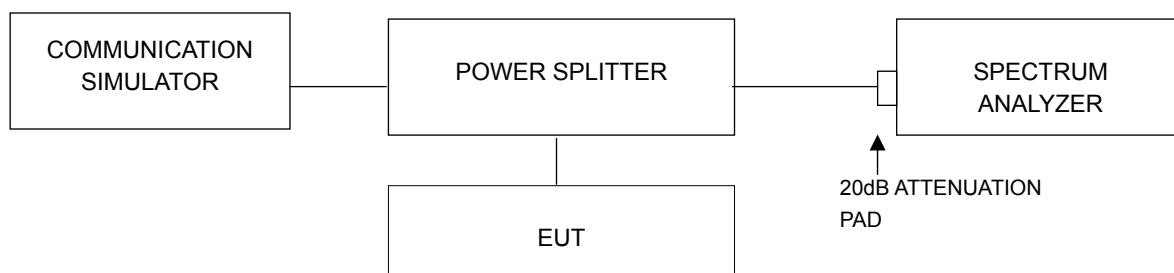 COMMUNICATION
SIMULATOR
POWER SPLITTER
SPECTRUM
ANALYZER
20dB ATTENUATION
PAD
EUT